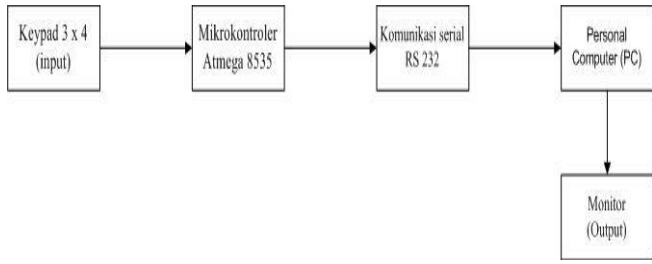 Keypad 3 x 4
(input)
Mikrokontroler
Atmega 8535
Komunikasi serial
RS 232
Personal
Computer (PC)
Monitor
(Output)